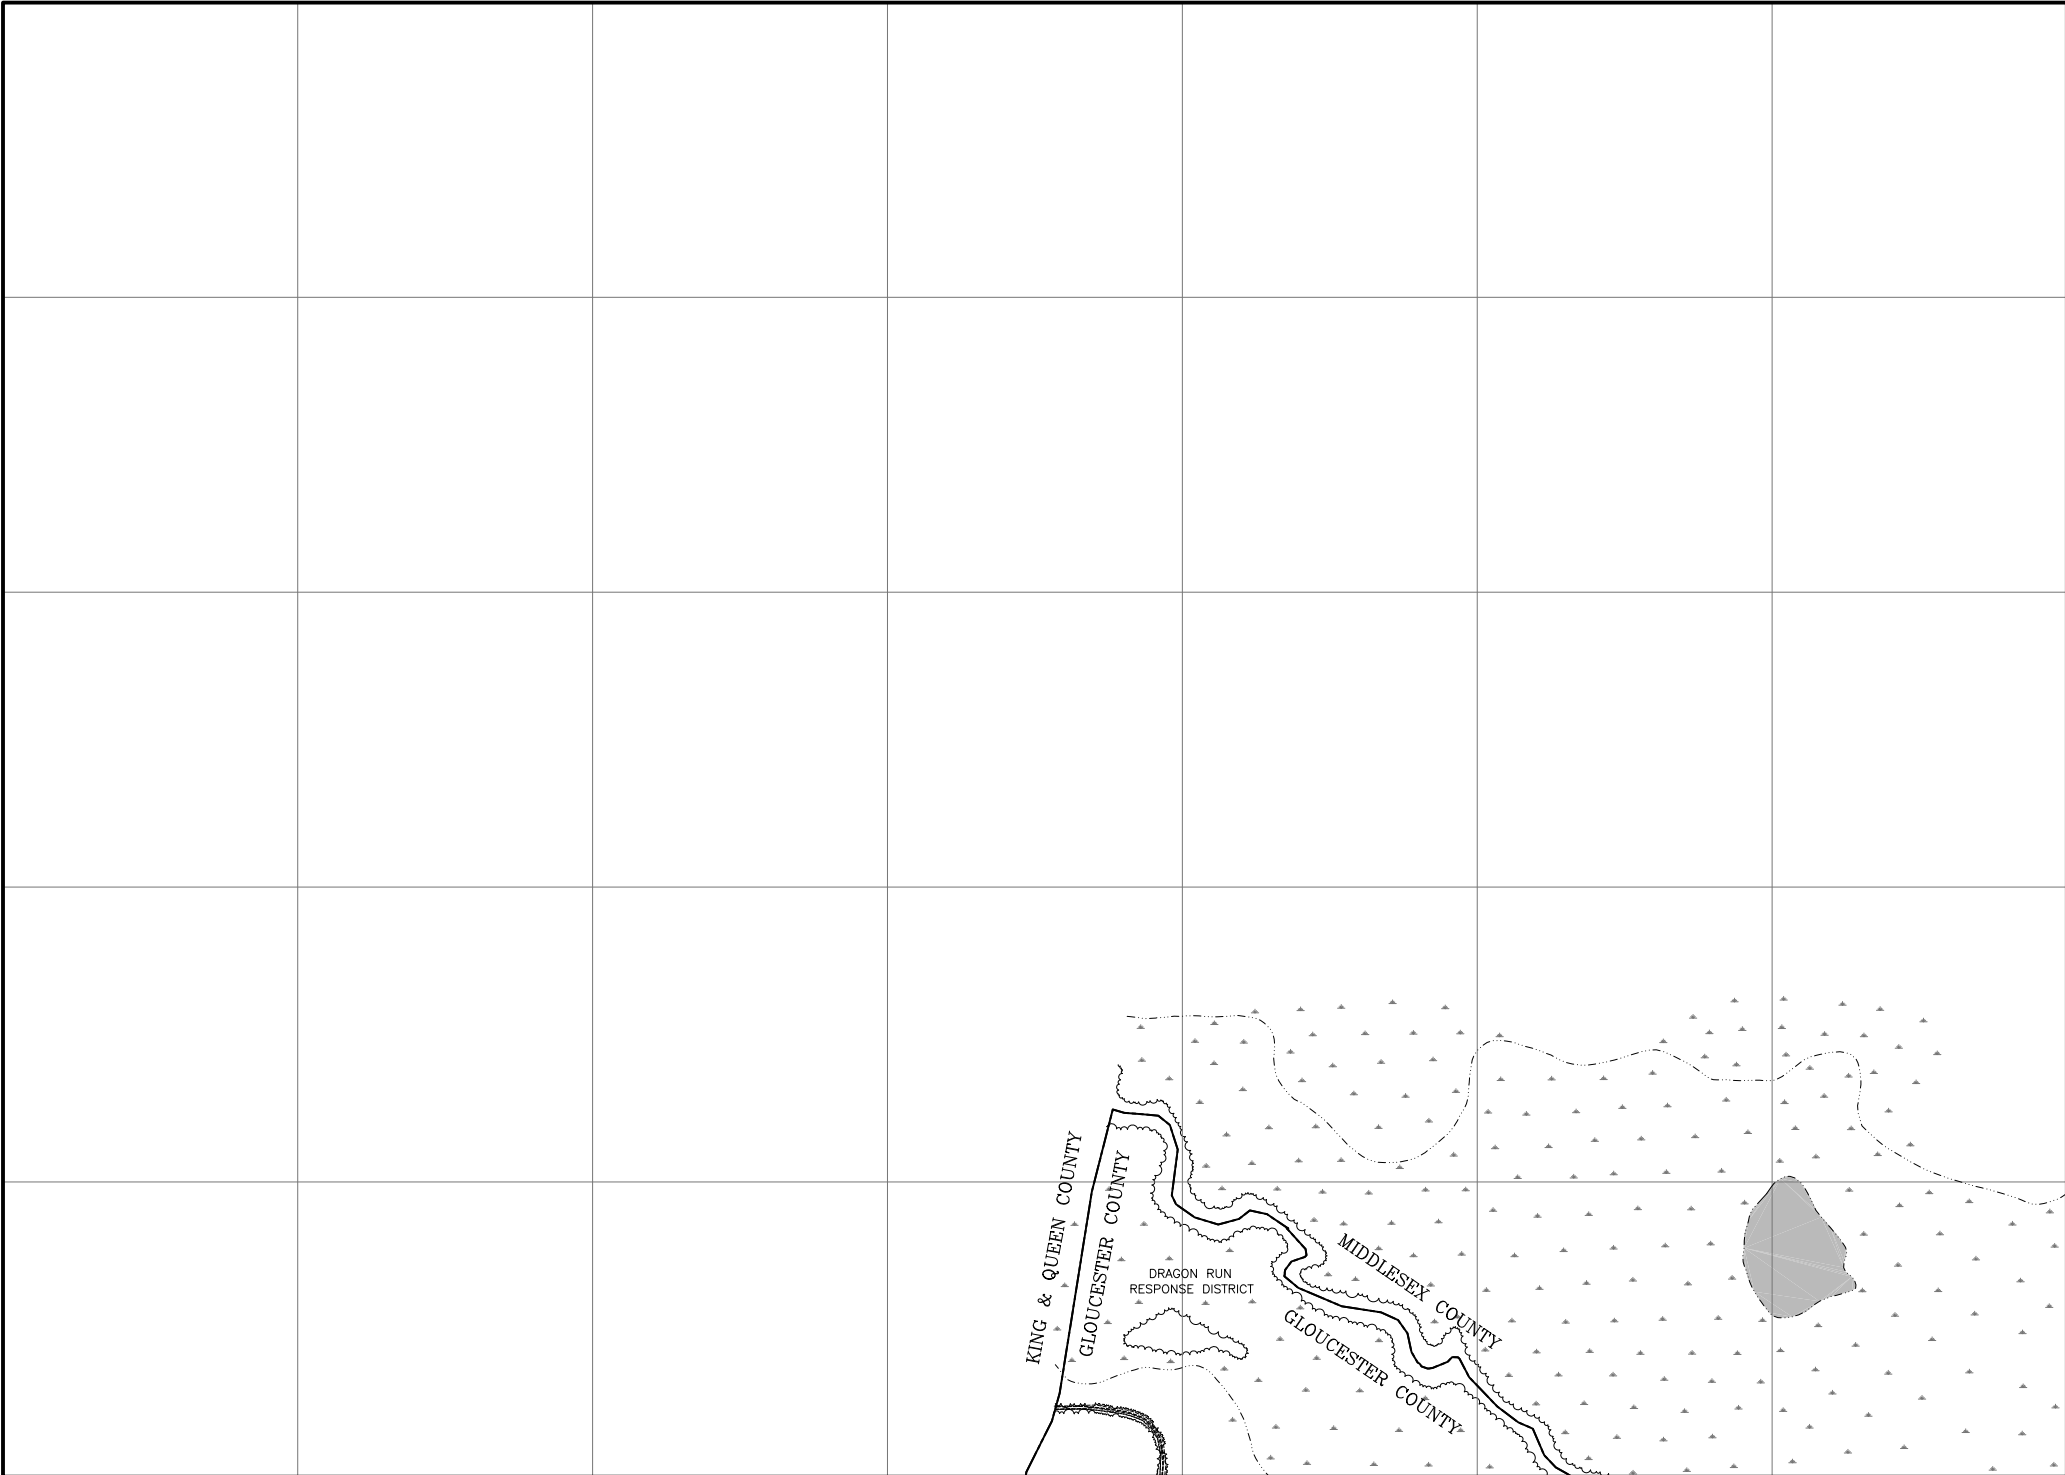 KING & QUEEN COUNTY
GLOUCESTER COUNTY
DRAGON RUN
RESPONSE DISTRICT
MIDDLESEX COUNTY
GLOUCESTER COUNTY